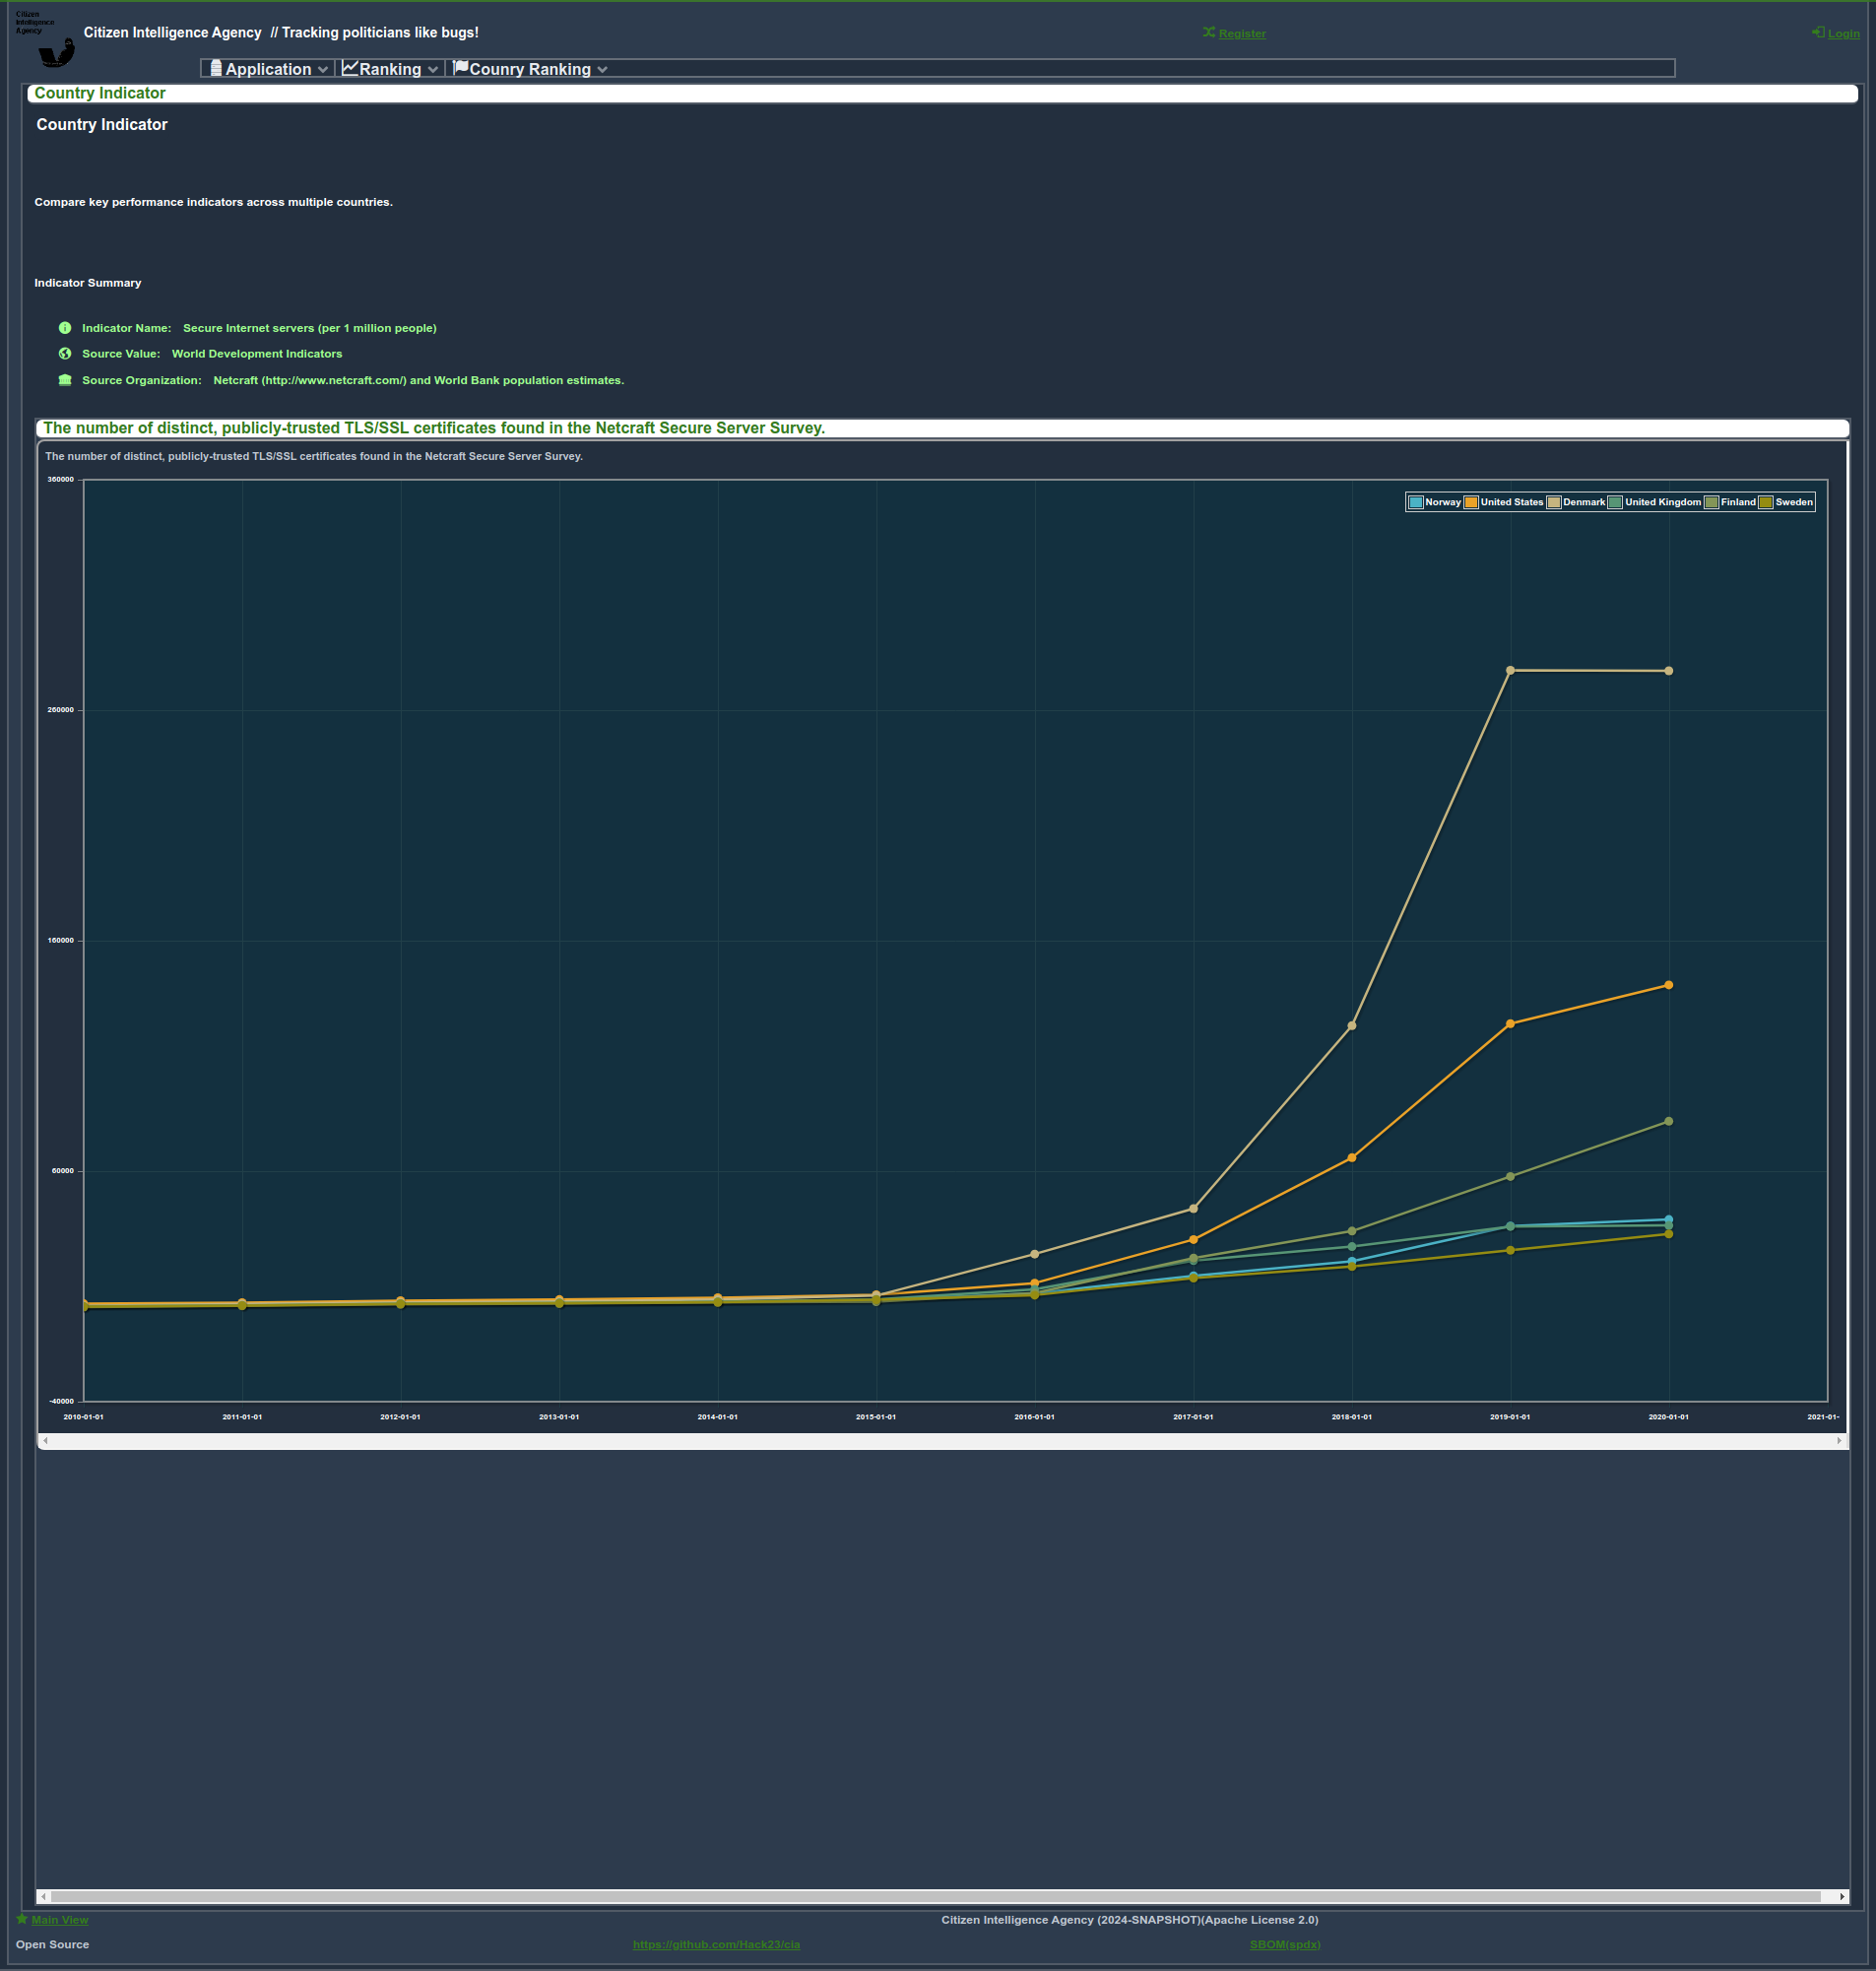 Citizen
Intelligence
Agency
Citizen Intelligence Agency // Tracking politicians like bugs!
Register
Login
Application
Ranking
Counry Ranking
Country Indicator
Country Indicator
Compare key performance indicators across multiple countries.
Indicator Summary
Indicator Name: Secure Internet servers (per 1 million people)
Source Value: World Development Indicators
Source Organization: Netcraft (http://www.netcraft.com/) and World Bank population estimates.
The number of distinct, publicly-trusted TLS/SSL certificates found in the Netcraft Secure Server Survey.
The number of distinct, publicly-trusted TLS/SSL certificates found in the Netcraft Secure Server Survey.
360000
Norway United States Denmark United Kingdom Finland Sweden
260000
160000
60000
-40000
2010-01-01 2011-01-01 2012-01-01 2013-01-01 2014-01-01 2015-01-01 2016-01-01 2017-01-01 2018-01-01 2019-01-01 2020-01-01 2021-01-
Main View
Citizen Intelligence Agency (2024-SNAPSHOT)(Apache License 2.0)
Open Source
https://github.com/Hack23/cia
SBOM(spdx)